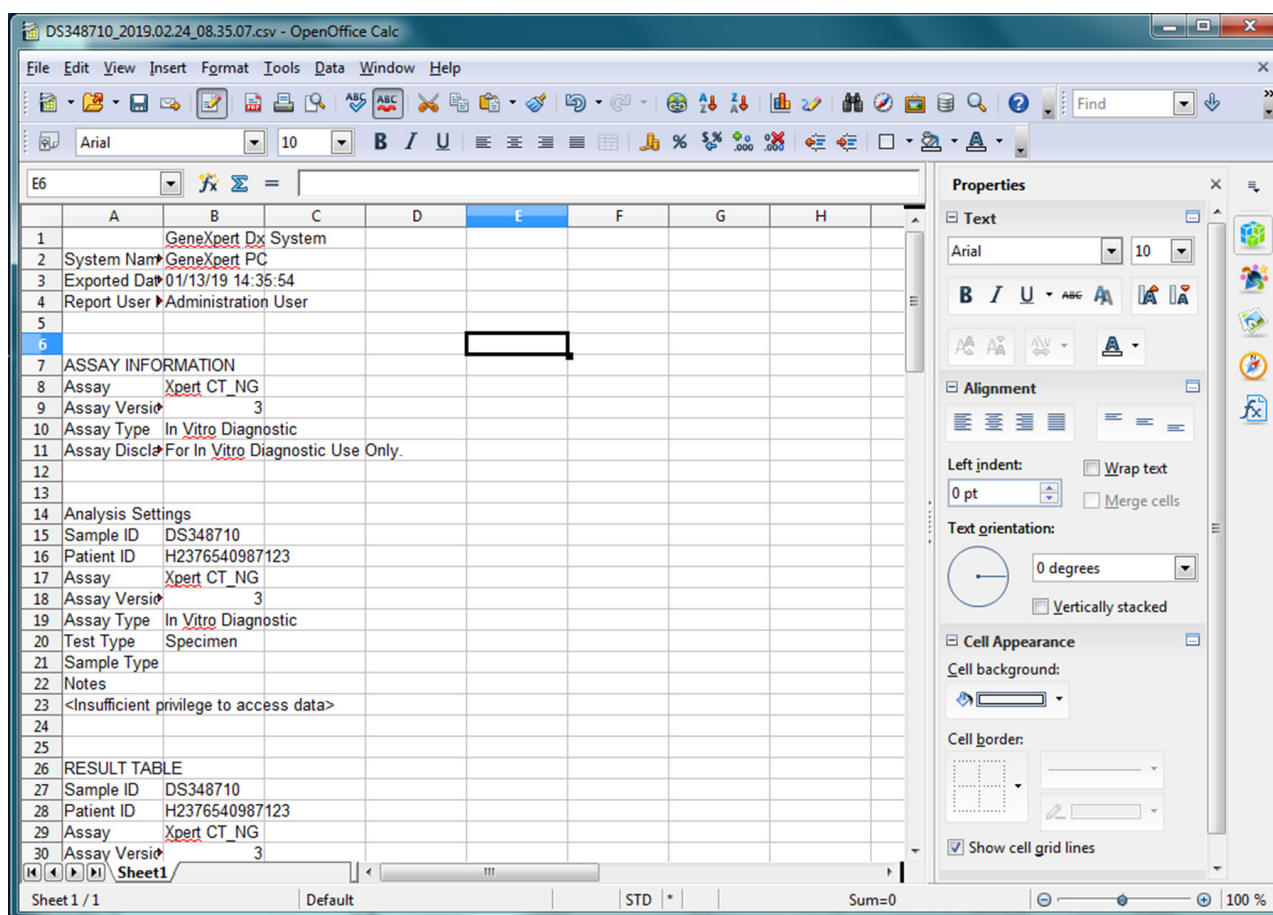 DS348710_2019.02.24_08.35.07.csv - OpenOffice Calc
File Edit View Insert Format Tools Data Window Help
Find
Arial 10
E6
A B C D E F G H
1 GeneXpert Dx System
2 System Nam GeneXpert PC
3 Exported Dat 01/13/19 14:35:54
4 Report User Administration User
5
6
7 ASSAY INFORMATION
8 Assay Xpert CT_NG
9 Assay Versio 3
10 Assay Type In Vitro Diagnostic
11 Assay Discla For In Vitro Diagnostic Use Only.
12
13
14 Analysis Settings
15 Sample ID DS348710
16 Patient ID H2376540987123
17 Assay Xpert CT_NG
18 Assay Versio 3
19 Assay Type In Vitro Diagnostic
20 Test Type Specimen
21 Sample Type
22 Notes
23 <Insufficient privilege to access data>
24
25
26 RESULT TABLE
27 Sample ID DS348710
28 Patient ID H2376540987123
29 Assay Xpert CT_NG
30 Assay Versio 3
Sheet1
Sheet 1 / 1 Default STD * Sum=0 100 %
Properties
Text
Arial 10
Alignment
Left indent:
Wrap text
0 pt
Merge cells
Text orientation:
0 degrees
Vertically stacked
Cell Appearance
Cell background:
Cell border:
Show cell grid lines